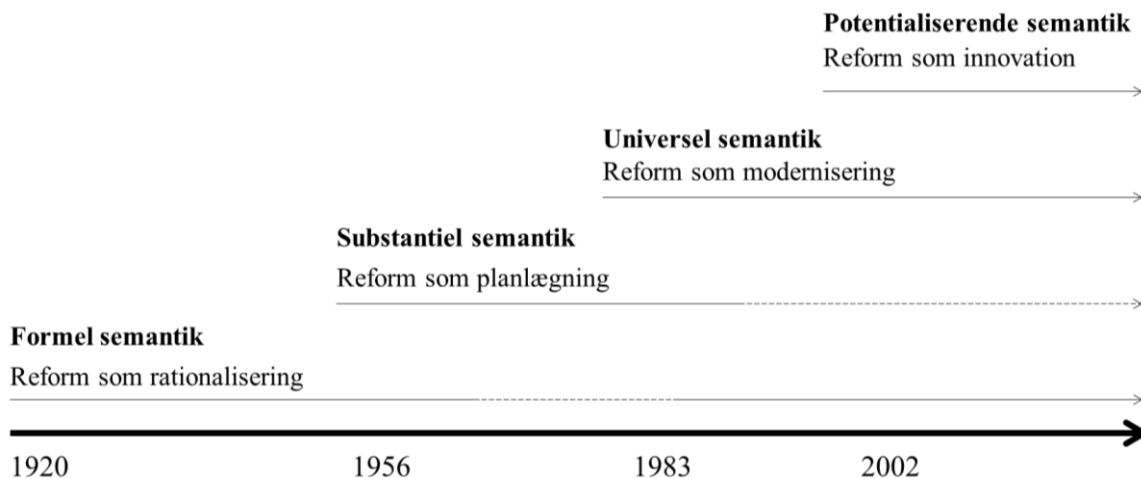 Potentialiserende semantik
Reform som innovation
Universel semantik
Reform som modernisering
Substantiel semantik
Reform som planlægning
Formel semantik
Reform som rationalisering
1920 1956 1983 2002